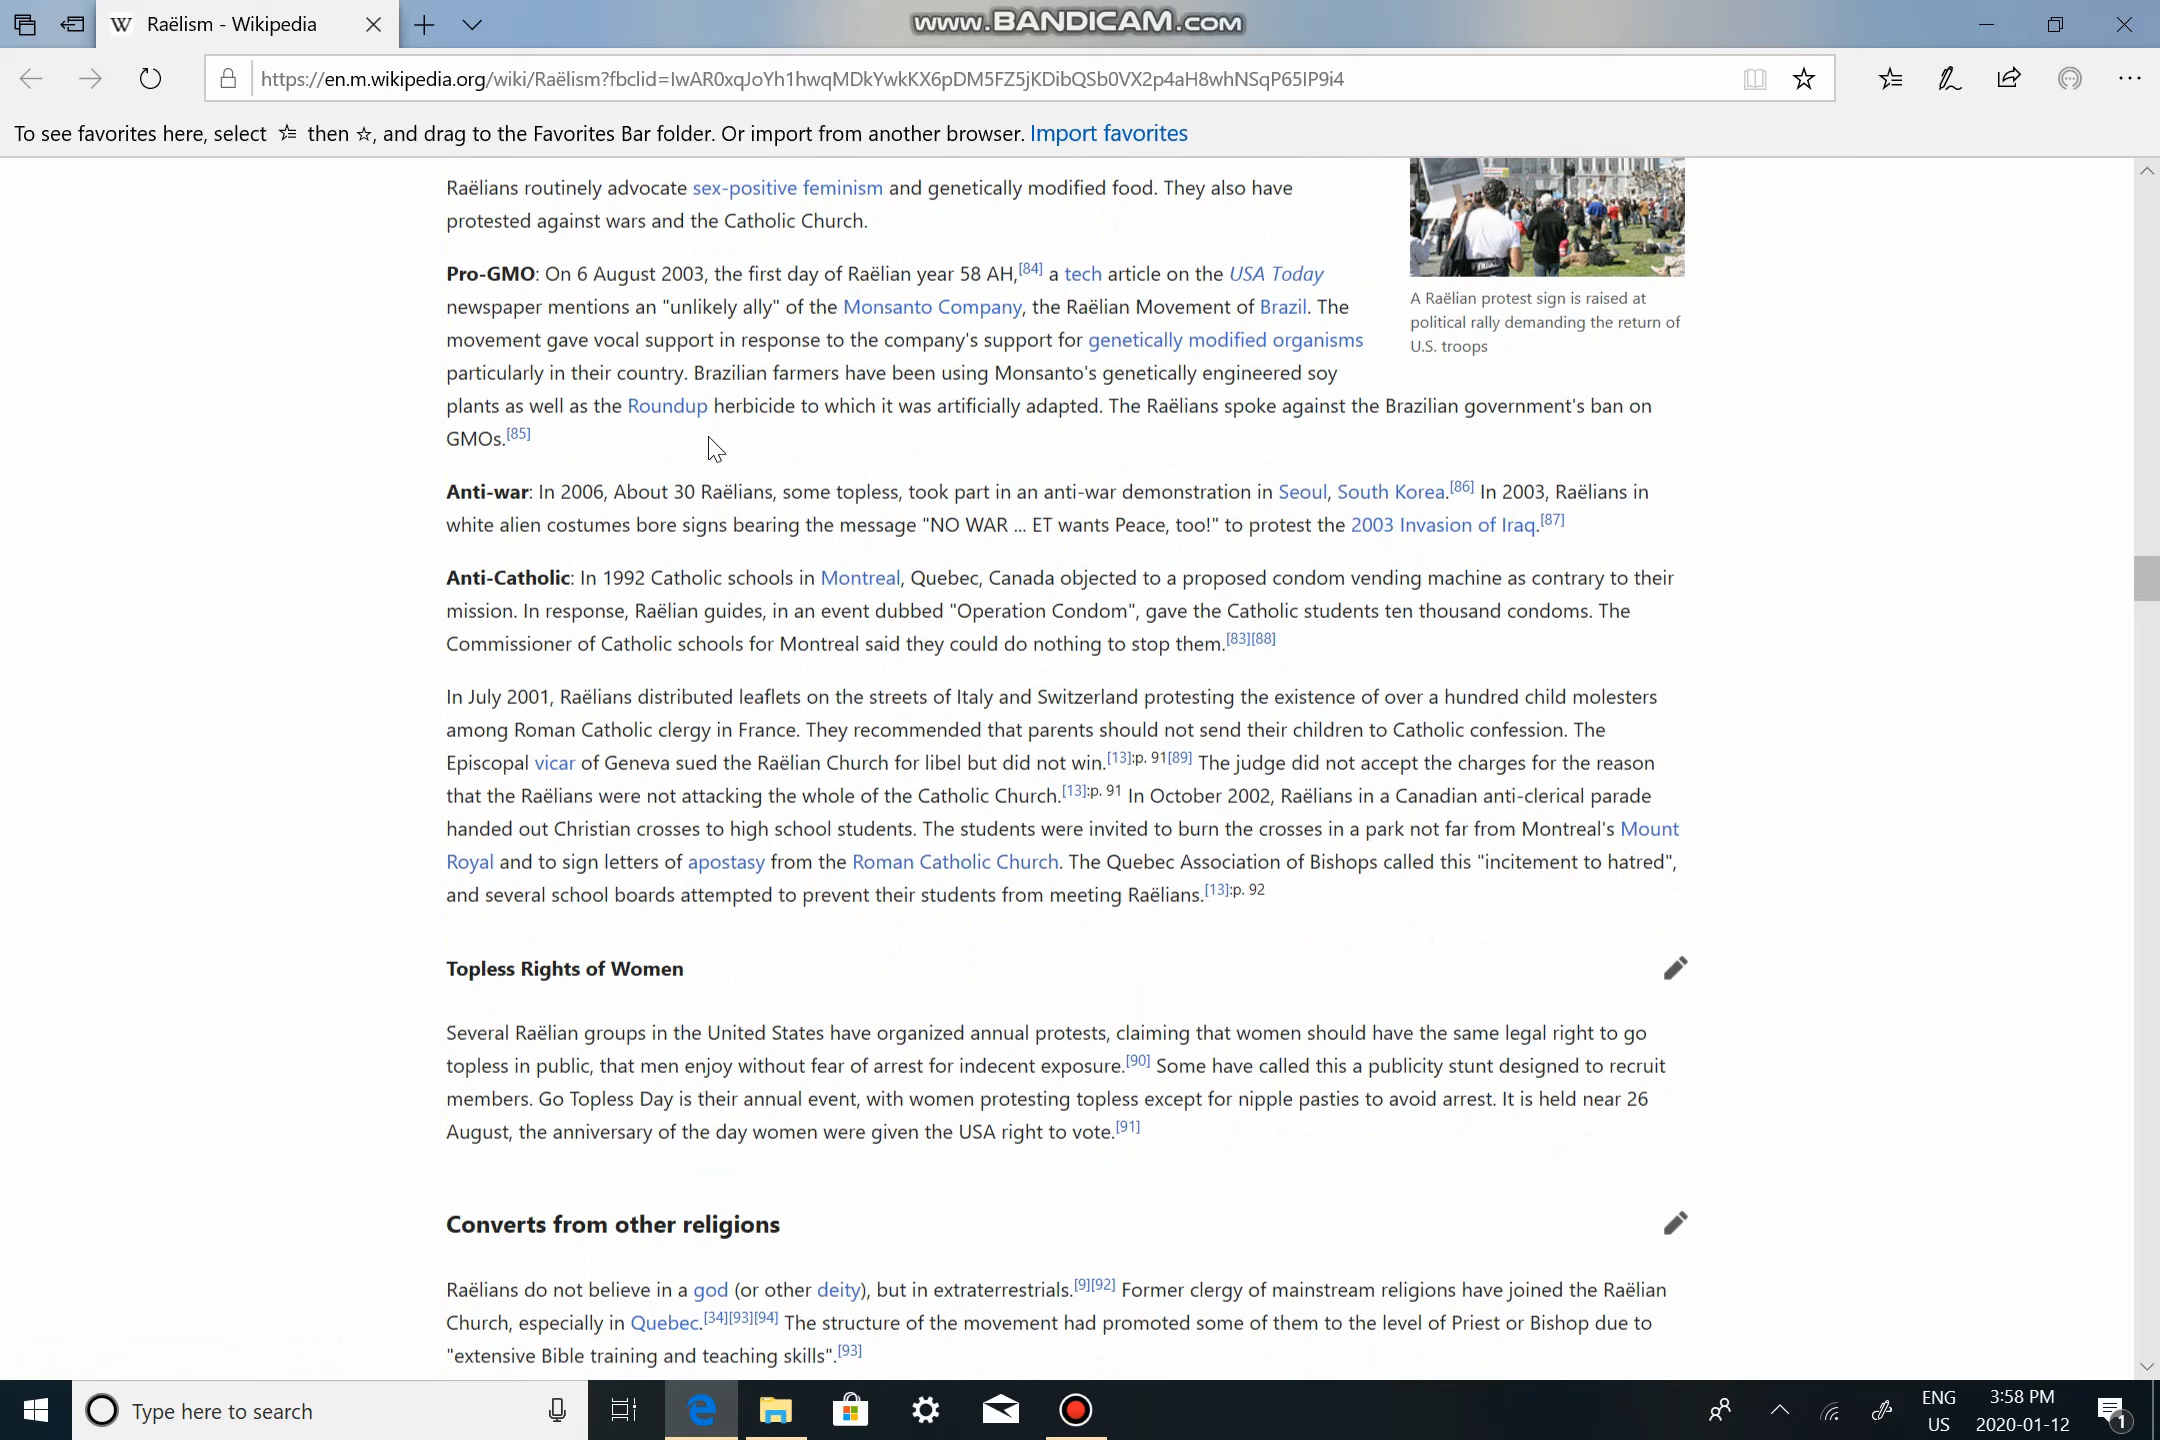 Raëlism - Wikipedia
www.BANDICAM.com
https://en.m.wikipedia.org/wiki/Raëlism?fbclid=IwAR0xqJoYh1hwqMDkYwkKX6pDM5FZ5jKDibQSb0VX2p4aH8whNSqP65IP9i4
To see favorites here, select then ☆, and drag to the Favorites Bar folder. Or import from another browser. Import favorites
Raëlians routinely advocate sex-positive feminism and genetically modified food. They also have
protested against wars and the Catholic Church.
A Raëlian protest sign is raised at
political rally demanding the return of
U.S. troops
Pro-GMO: On 6 August 2003, the first day of Raëlian year 58 AH,[84] a tech article on the USA Today
newspaper mentions an "unlikely ally" of the Monsanto Company, the Raëlian Movement of Brazil. The
movement gave vocal support in response to the company's support for genetically modified organisms
particularly in their country. Brazilian farmers have been using Monsanto's genetically engineered soy
plants as well as the Roundup herbicide to which it was artificially adapted. The Raëlians spoke against the Brazilian government's ban on
GMOs.[85]
Anti-war: In 2006, About 30 Raëlians, some topless, took part in an anti-war demonstration in Seoul, South Korea.[86] In 2003, Raëlians in
white alien costumes bore signs bearing the message "NO WAR ... ET wants Peace, too!" to protest the 2003 Invasion of Iraq.[87]
Anti-Catholic: In 1992 Catholic schools in Montreal, Quebec, Canada objected to a proposed condom vending machine as contrary to their
mission. In response, Raëlian guides, in an event dubbed "Operation Condom", gave the Catholic students ten thousand condoms. The
Commissioner of Catholic schools for Montreal said they could do nothing to stop them.[83][88]
In July 2001, Raëlians distributed leaflets on the streets of Italy and Switzerland protesting the existence of over a hundred child molesters
among Roman Catholic clergy in France. They recommended that parents should not send their children to Catholic confession. The
Episcopal vicar of Geneva sued the Raëlian Church for libel but did not win.[13]:p. 91[89] The judge did not accept the charges for the reason
that the Raëlians were not attacking the whole of the Catholic Church.[13]:p. 91 In October 2002, Raëlians in a Canadian anti-clerical parade
handed out Christian crosses to high school students. The students were invited to burn the crosses in a park not far from Montreal's Mount
Royal and to sign letters of apostasy from the Roman Catholic Church. The Quebec Association of Bishops called this "incitement to hatred",
and several school boards attempted to prevent their students from meeting Raëlians.[13]:p. 92
Topless Rights of Women
Several Raëlian groups in the United States have organized annual protests, claiming that women should have the same legal right to go
topless in public, that men enjoy without fear of arrest for indecent exposure.[90] Some have called this a publicity stunt designed to recruit
members. Go Topless Day is their annual event, with women protesting topless except for nipple pasties to avoid arrest. It is held near 26
August, the anniversary of the day women were given the USA right to vote.[91]
Converts from other religions
Raëlians do not believe in a god (or other deity), but in extraterrestrials.[9][92] Former clergy of mainstream religions have joined the Raëlian
Church, especially in Quebec.[34][93][94] The structure of the movement had promoted some of them to the level of Priest or Bishop due to
"extensive Bible training and teaching skills".[93]
Type here to search
ENG
US
3:58 PM
2020-01-12
1